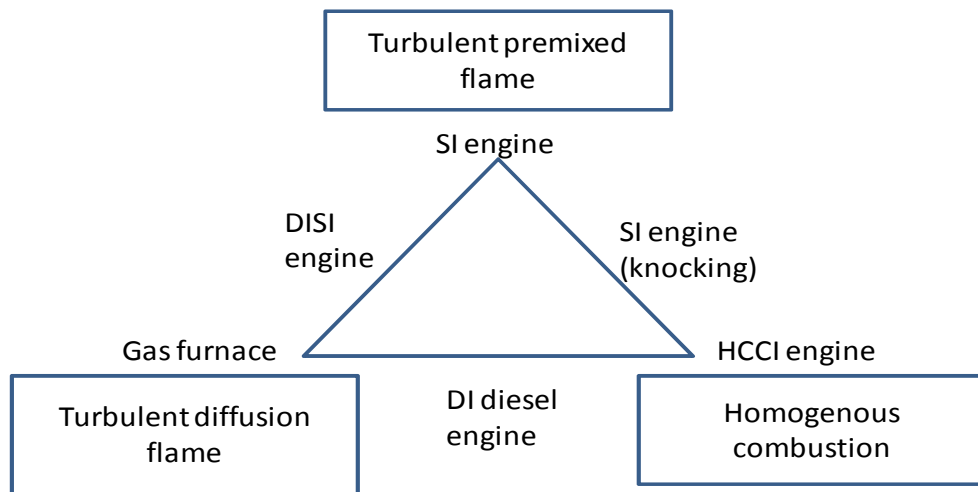 Turbulent premixed
flame
SI engine
DISI
engine
SI engine
(knocking)
Gas furnace
HCCI engine
Turbulent diffusion
flame
DI diesel
engine
Homogenous
combustion